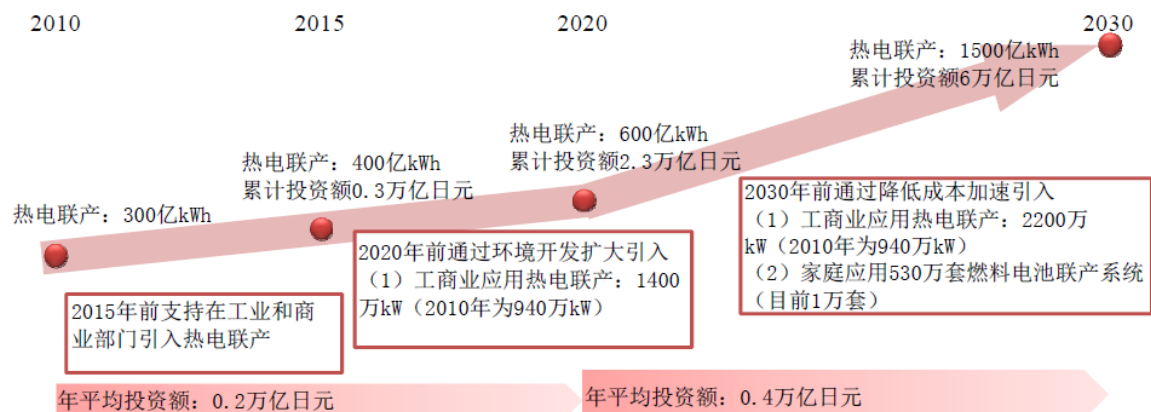 2010
2015
2020
2030
热电联产：300亿kWh
热电联产：400亿kWh
累计投资额0.3万亿日元
热电联产：600亿kWh
累计投资额2.3万亿日元
热电联产：1500亿kWh
累计投资额6万亿日元
2015年前支持在工业和商
业部门引入热电联产
2020年前通过环境开发扩大引入
（1）工商业应用热电联产：1400
万kW（2010年为940万kW）
2030年前通过降低成本加速引入
（1）工商业应用热电联产：2200万
kW（2010年为940万kW）
（2）家庭应用530万套燃料电池联产系统
（目前1万套）
年平均投资额：0.2万亿日元
年平均投资额：0.4万亿日元